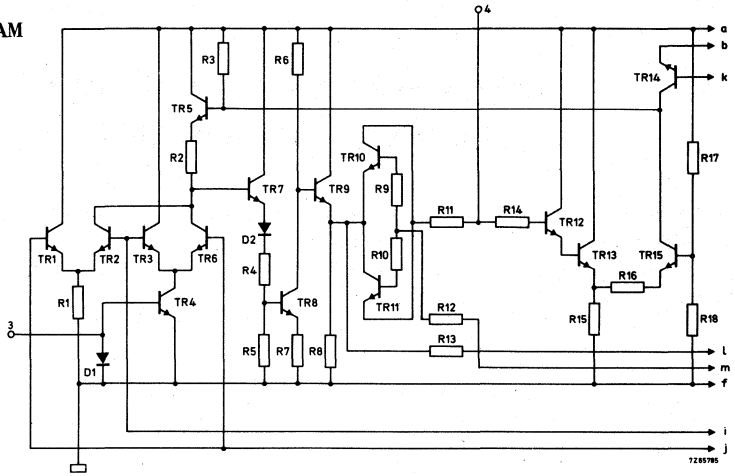 AM
4
a
b
k
R3
R6
TR14
TR5
R2
TR10
R9
R17
TR7
TR9
R11
R14
TR12
TR1
TR2
TR3
TR6
D2
R10
TR13
TR15
R4
R16
R1
TR4
TR8
TR11
R12
R15
R18
3
R5
R7
R8
R13
l
D1
m
f
i
j
7Z85785